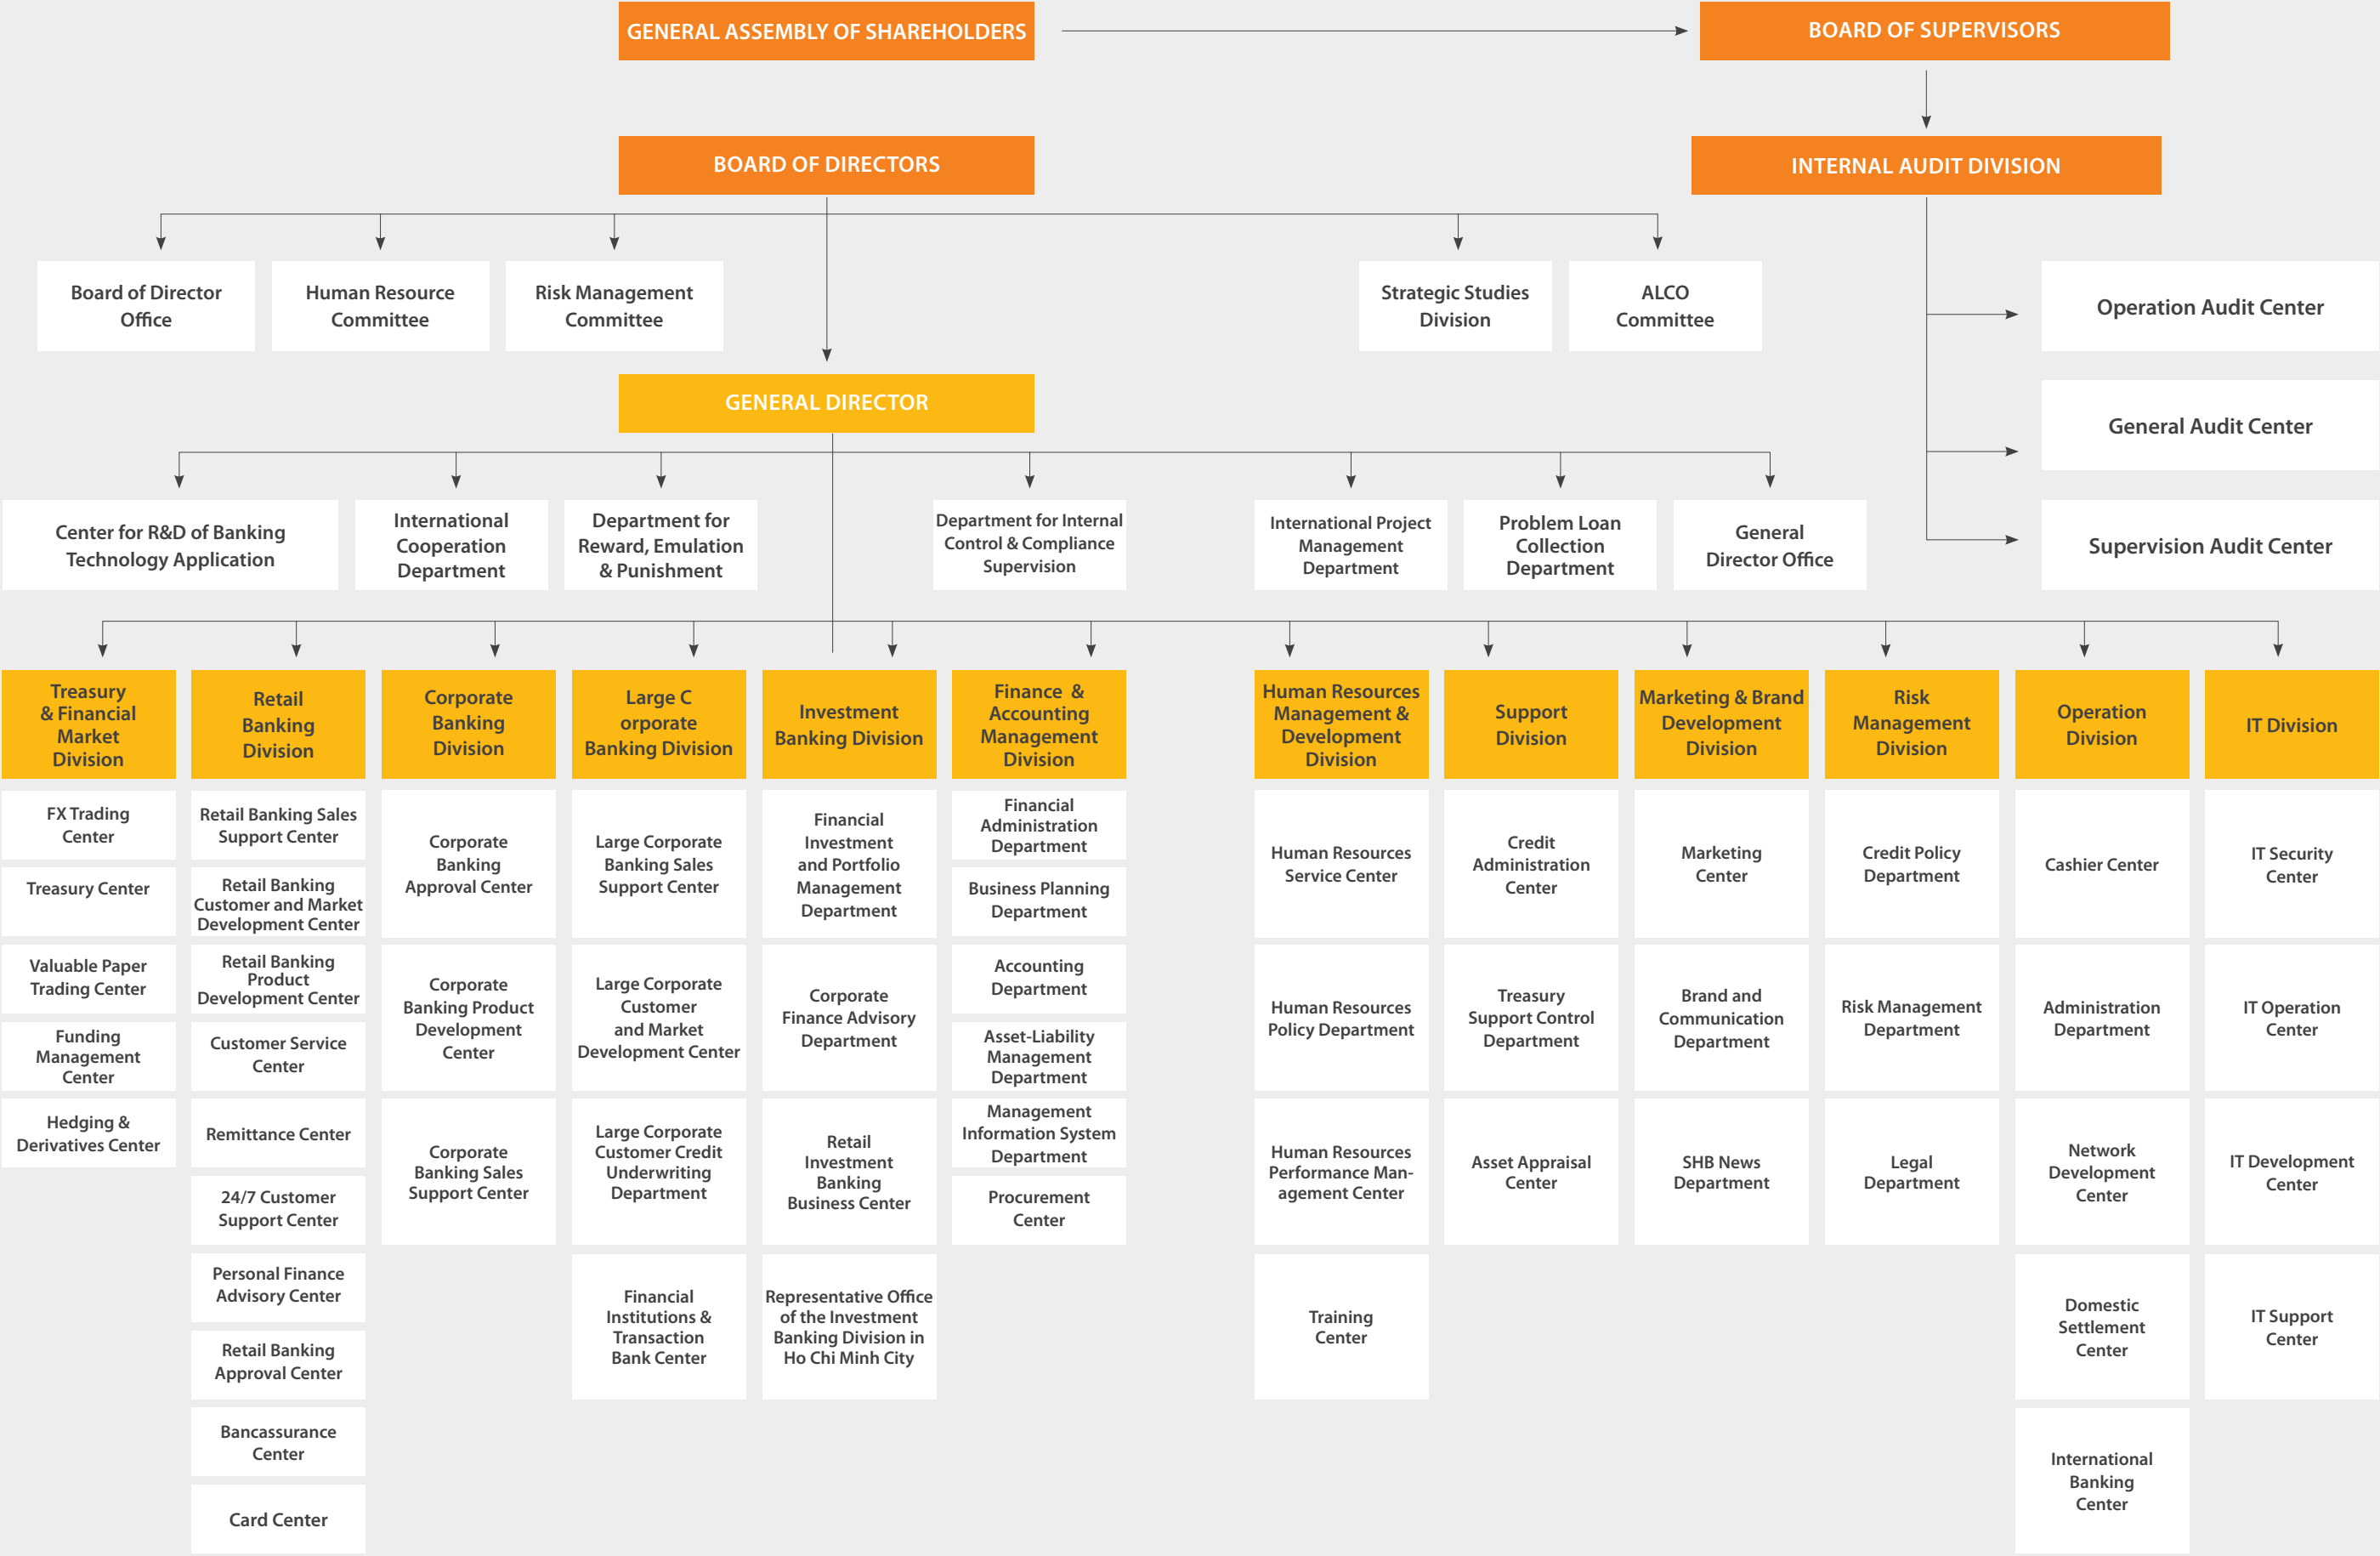 GENERAL ASSEMBLY OF SHAREHOLDERS
BOARD OF SUPERVISORS
BOARD OF DIRECTORS
INTERNAL AUDIT DIVISION
Board of Director
Office
Human Resource
Committee
Risk Management
Committee
Strategic Studies
Division
ALCO
Committee
Operation Audit Center
General Audit Center
Supervision Audit Center
GENERAL DIRECTOR
Center for R&D of Banking
Technology Application
International
Cooperation
Department
Department for
Reward, Emulation
& Punishment
Department for Internal
Control & Compliance
Supervision
International Project
Management
Department
Problem Loan
Collection
Department
General
Director Office
Treasury
& Financial
Market
Division
FX Trading
Center
Treasury Center
Valuable Paper
Trading Center
Funding
Management
Center
Hedging &
Derivatives Center
Retail
Banking
Division
Retail Banking Sales
Support Center
Retail Banking
Customer and Market
Development Center
Retail Banking
Product
Development Center
Customer Service
Center
Remittance Center
24/7 Customer
Support Center
Personal Finance
Advisory Center
Retail Banking
Approval Center
Bancassurance
Center
Card Center
Corporate
Banking
Division
Corporate
Banking
Approval Center
Corporate
Banking Product
Development
Center
Corporate
Banking Sales
Support Center
Large C
orporate
Banking Division
Large Corporate
Banking Sales
Support Center
Large Corporate
Customer
and Market
Development Center
Large Corporate
Customer Credit
Underwriting
Department
Financial
Institutions &
Transaction
Bank Center
Investment
Banking Division
Financial
Investment
and Portfolio
Management
Department
Corporate
Finance Advisory
Department
Retail
Investment
Banking
Business Center
Representative Office
of the Investment
Banking Division in
Ho Chi Minh City
Finance &
Accounting
Management
Division
Financial
Administration
Department
Business Planning
Department
Accounting
Department
Asset-Liability
Management
Department
Management
Information System
Department
Procurement
Center
Human Resources
Management &
Development
Division
Human Resources
Service Center
Human Resources
Policy Department
Human Resources
Performance Man-
agement Center
Training
Center
Support
Division
Credit
Administration
Center
Treasury
Support Control
Department
Asset Appraisal
Center
Marketing & Brand
Development
Division
Marketing
Center
Brand and
Communication
Department
SHB News
Department
Risk
Management
Division
Credit Policy
Department
Risk Management
Department
Legal
Department
Operation
Division
Cashier Center
Administration
Department
Network
Development
Center
Domestic
Settlement
Center
International
Banking
Center
IT Division
IT Security
Center
IT Operation
Center
IT Development
Center
IT Support
Center